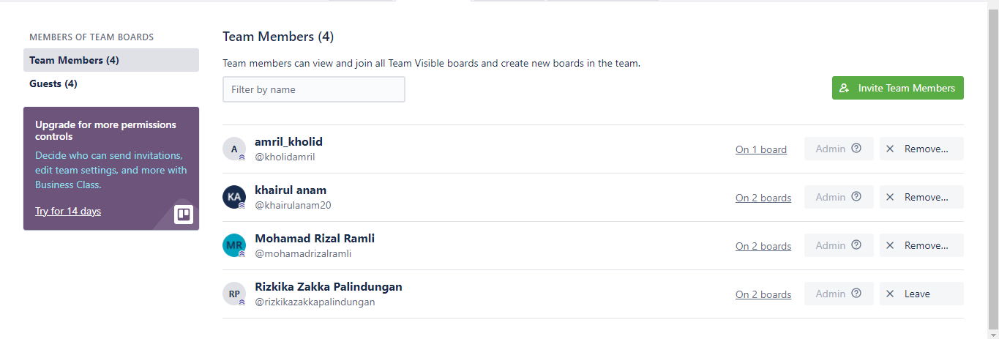 MEMBERS OF TEAM BOARDS
Team Members (4)
Guests (4)
Upgrade for more permissions
controls
Decide who can send invitations,
edit team settings, and more with
Business Class.
Try for 14 days
Team Members (4)
Team members can view and join all Team Visible boards and create new boards in the team.
Filter by name
Invite Team Members
A
amril_kholid
@kholidamril
On 1 board
Admin
Remove...
KA
khairul anam
@khairulanam20
On 2 boards
Admin
Remove...
MR
Mohamad Rizal Ramli
@mohamadrizalramli
On 2 boards
Admin
Remove...
RP
Rizkika Zakka Palindungan
@rizkikazakkapalindungan
On 2 boards
Admin
Leave